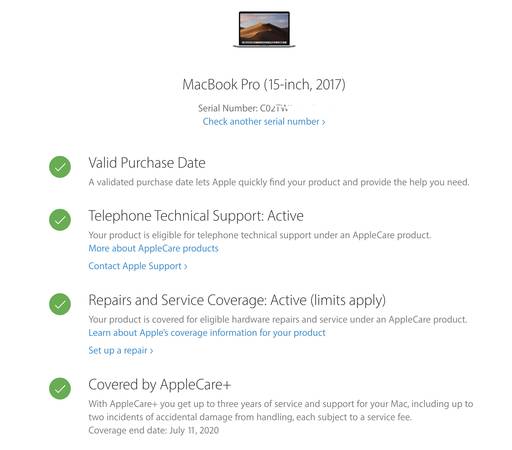 MacBook Pro (15-inch, 2017)
Serial Number:
Check another serial number ›
Valid Purchase Date
A validated purchase date lets Apple quickly find your product and provide the help you need.
Telephone Technical Support: Active
Your product is eligible for telephone technical support under an AppleCare product.
More about AppleCare products
Contact Apple Support ›
Repairs and Service Coverage: Active (limits apply)
Your product is covered for eligible hardware repairs and service under an AppleCare product.
Learn about Apple's coverage information for your product
Set up a repair ›
Covered by AppleCare+
With AppleCare+ you get up to three years of service and support for your Mac, including up to
two incidents of accidental damage from handling, each subject to a service fee.
Coverage end date: July 11, 2020